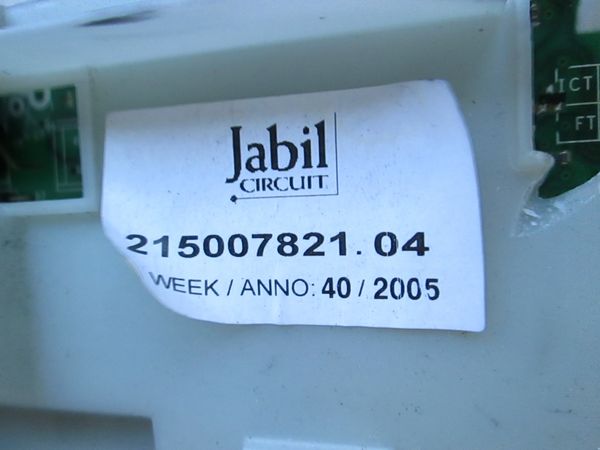 Jabil
CIRCUIT
215007821.04
WEEK / ANNO: 40 / 2005
ICT
FT